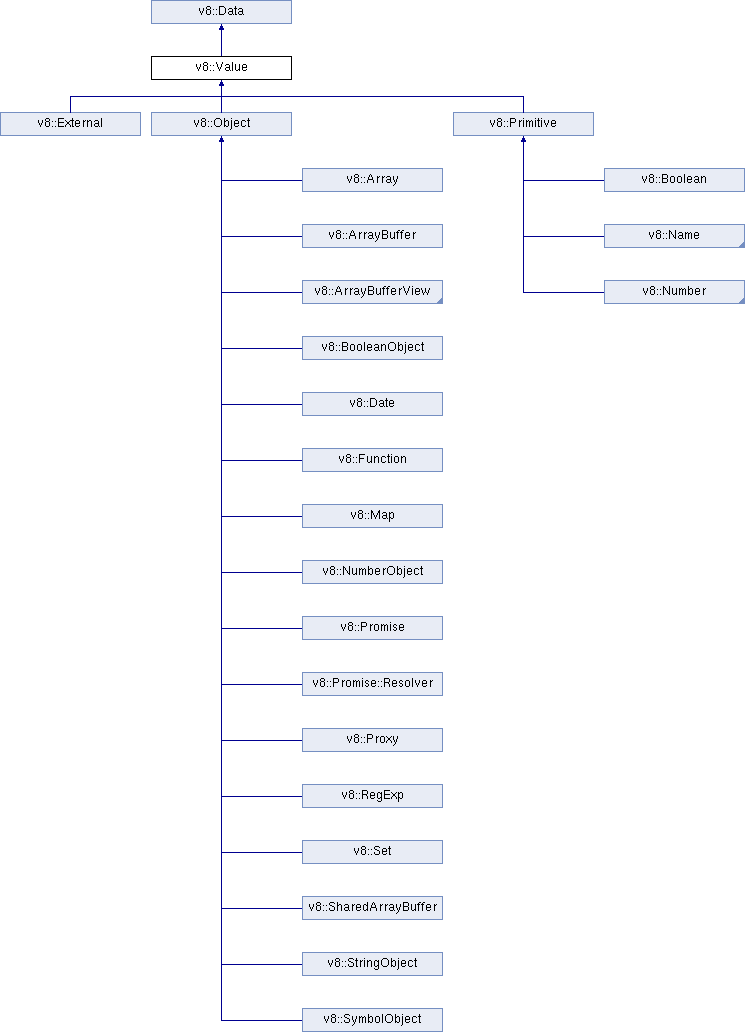 v8::Data
v8::Value
v8::External
v8::Object
v8::Primitive
v8::Array
v8::Boolean
v8::ArrayBuffer
v8::Name
v8::ArrayBufferView
v8::Number
v8::BooleanObject
v8::Date
v8::Function
v8::Map
v8::NumberObject
v8::Promise
v8::Promise::Resolver
v8::Proxy
v8::RegExp
v8::Set
v8::SharedArrayBuffer
v8::StringObject
v8::SymbolObject